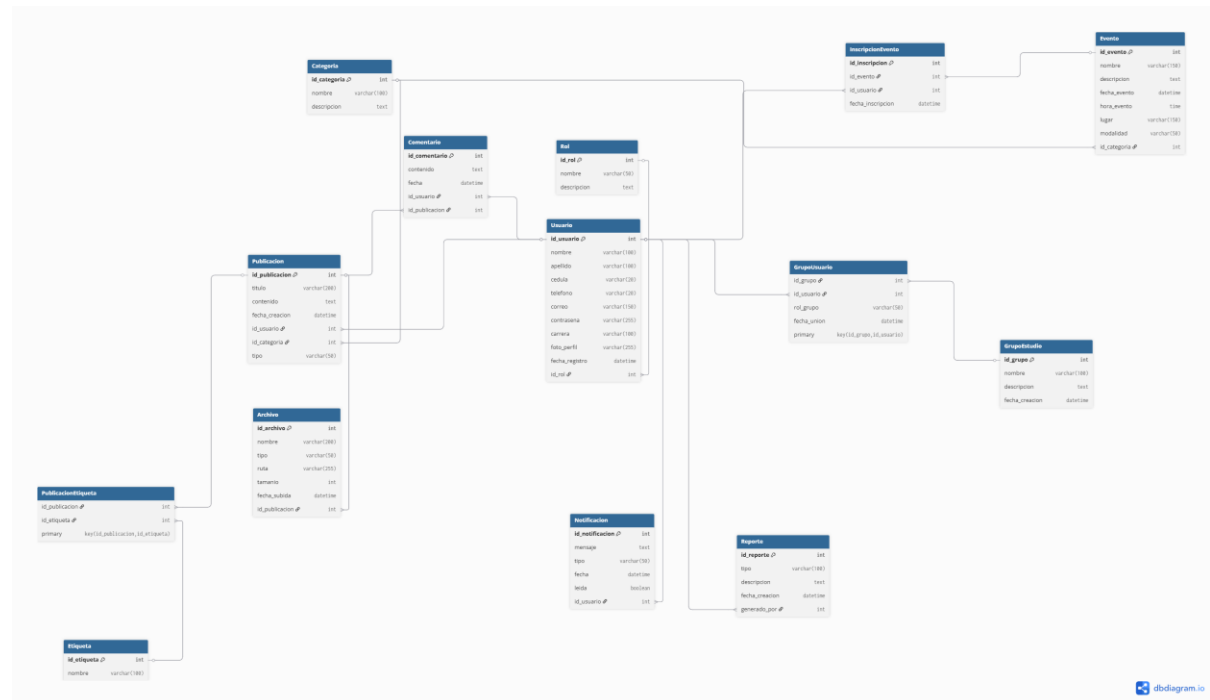 Categoria
id_categoria int
nombre varchar(100)
descripcion text
Comentario
id_comentario int
contenido text
fecha datetime
id_usuario int
id_publicacion int
Rol
id_rol int
nombre varchar(50)
descripcion text
InscripcionEvento
id_inscripcion int
id_evento int
id_usuario int
fecha_inscripcion datetime
Evento
id_evento int
nombre varchar(150)
descripcion text
fecha_evento datetime
hora_evento time
lugar varchar(150)
modalidad varchar(50)
id_categoria int
Publicacion
id_publicacion int
titulo varchar(200)
contenido text
fecha_creacion datetime
id_usuario int
id_categoria int
tipo varchar(50)
Usuario
id_usuario int
nombre varchar(100)
apellido varchar(100)
cedula varchar(20)
telefono varchar(20)
correo varchar(150)
contrasena varchar(255)
carrera varchar(100)
foto_perfil varchar(255)
fecha_registro datetime
id_rol int
GrupoUsuario
id_grupo int
id_usuario int
rol_grupo varchar(50)
fecha_union datetime
primary key(id_grupo,id_usuario)
GrupoEstudio
id_grupo int
nombre varchar(100)
descripcion text
fecha_creacion datetime
Archivo
id_archivo int
nombre varchar(200)
tipo varchar(50)
ruta varchar(255)
tamanio int
fecha_subida datetime
id_publicacion int
PublicacionEtiqueta
id_publicacion int
id_etiqueta int
primary key(id_publicacion,id_etiqueta)
Notificacion
id_notificacion int
mensaje text
tipo varchar(50)
fecha datetime
leida boolean
id_usuario int
Reporte
id_reporte int
tipo varchar(100)
descripcion text
fecha_creacion datetime
generado_por int
Etiqueta
id_etiqueta int
nombre varchar(100)
dbdiagram.io